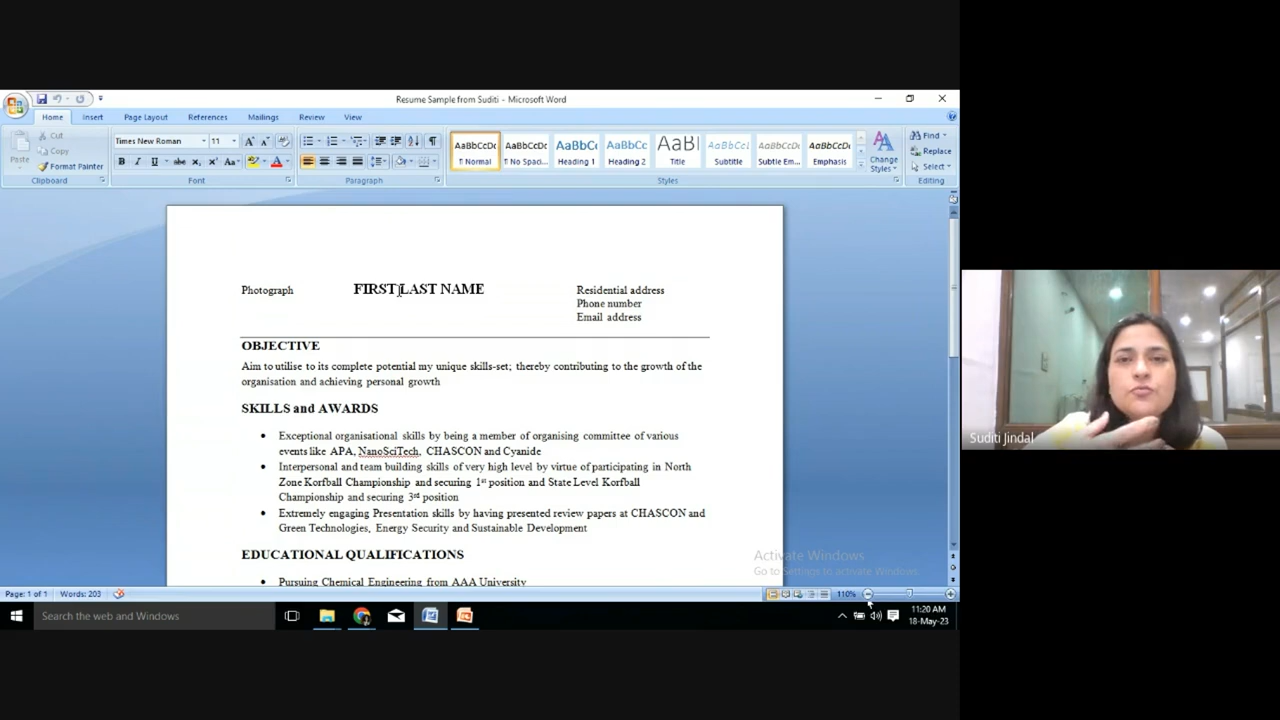 Resume Sample from Suditi - Microsoft Word
Home Insert Page Layout References Mailings Review View
Paste
Cut
Copy
Format Painter
Clipboard
Times New Roman 11
Font
Paragraph
AaBbCcDc AaBbCcDc AaBbCc AaBbCc AaBl AaBbCcL AaBbCcDc AaBbCcDc
¶ Normal ¶ No Spaci... Heading 1 Heading 2 Title Subtitle Subtle Em... Emphasis
Change
Styles
Styles
Find
Replace
Select
Editing
Photograph FIRST LAST NAME Residential address
Phone number
Email address
OBJECTIVE
Aim to utilise to its complete potential my unique skills-set; thereby contributing to the growth of the
organisation and achieving personal growth
SKILLS and AWARDS
• Exceptional organisational skills by being a member of organising committee of various
events like APA, NanoSciTech, CHASCON and Cyanide
• Interpersonal and team building skills of very high level by virtue of participating in North
Zone Korfball Championship and securing 1st position and State Level Korfball
Championship and securing 3rd position
• Extremely engaging Presentation skills by having presented review papers at CHASCON and
Green Technologies, Energy Security and Sustainable Development
EDUCATIONAL QUALIFICATIONS
• Pursuing Chemical Engineering from AAA University
Activate Windows
Go to Settings to activate Windows.
Page: 1 of 1 Words: 203 110%
Search the web and Windows
11:20 AM
18-May-23
Suditi Jindal